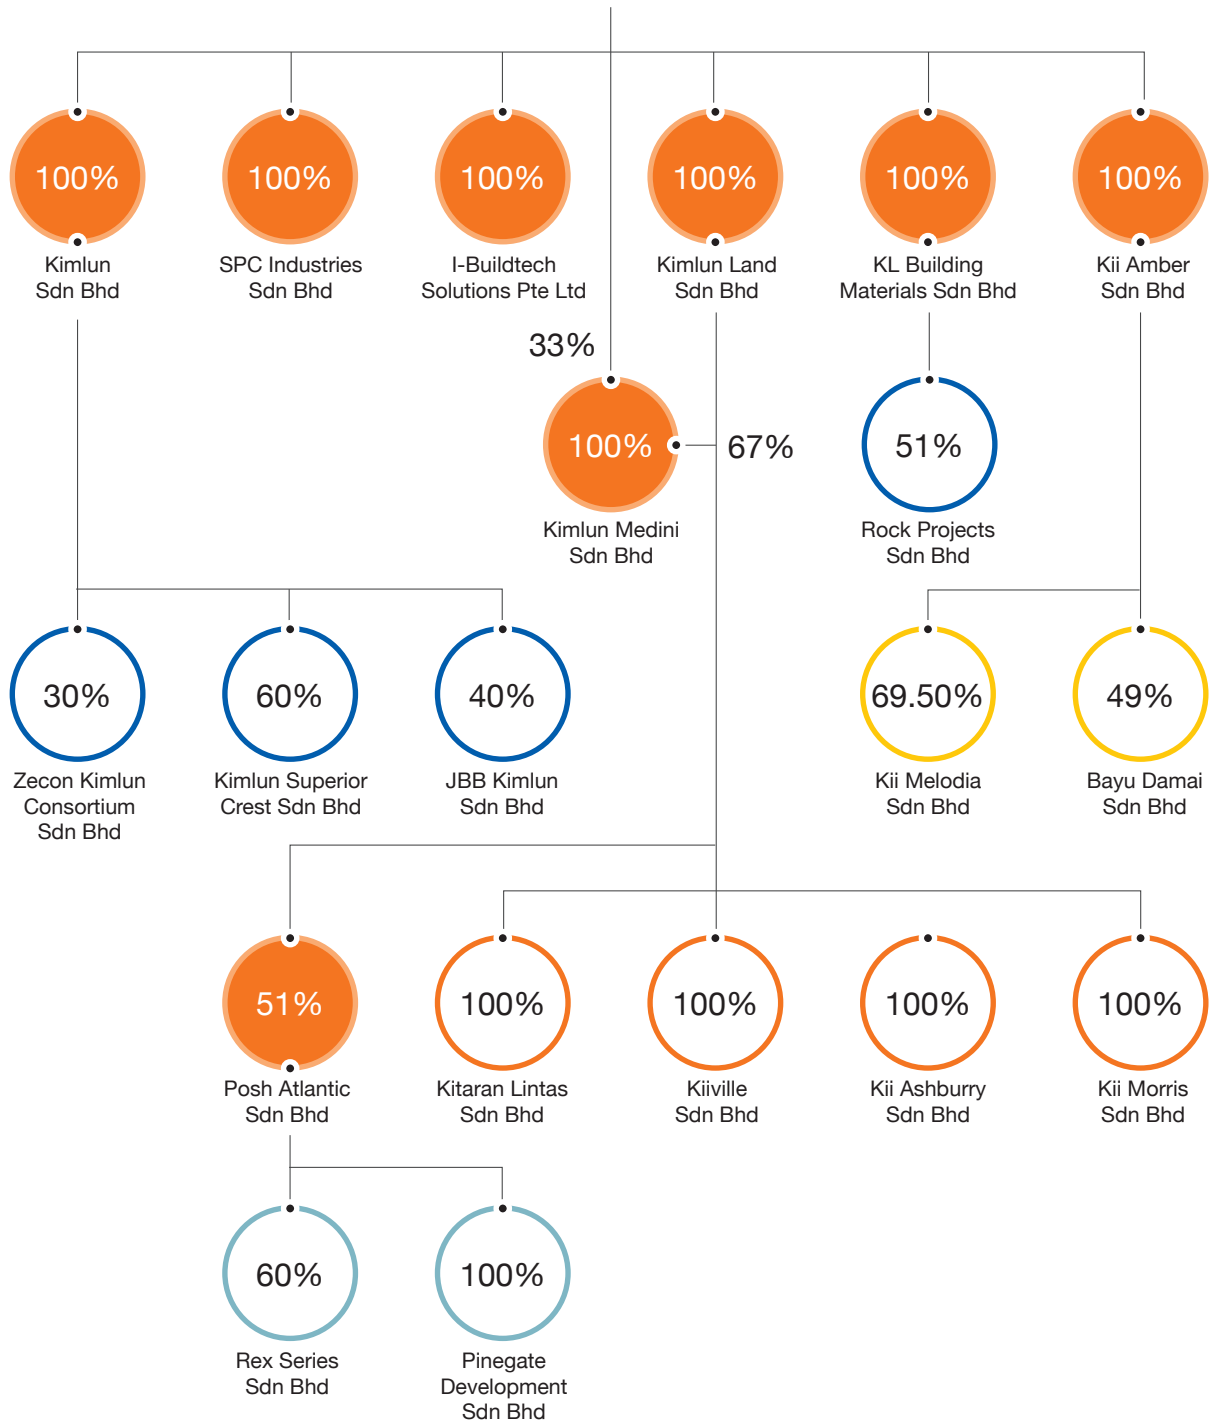 100%
Kimlun
Sdn Bhd
100%
SPC Industries
Sdn Bhd
100%
I-Buildtech
Solutions Pte Ltd
100%
Kimlun Land
Sdn Bhd
100%
KL Building
Materials Sdn Bhd
100%
Kii Amber
Sdn Bhd
33%
100%
67%
Kimlun Medini
Sdn Bhd
51%
Rock Projects
Sdn Bhd
30%
Zecon Kimlun
Consortium
Sdn Bhd
60%
Kimlun Superior
Crest Sdn Bhd
40%
JBB Kimlun
Sdn Bhd
69.50%
Kii Melodia
Sdn Bhd
49%
Bayu Damai
Sdn Bhd
51%
Posh Atlantic
Sdn Bhd
100%
Kitaran Lintas
Sdn Bhd
100%
Kiiville
Sdn Bhd
100%
Kii Ashburry
Sdn Bhd
100%
Kii Morris
Sdn Bhd
60%
Rex Series
Sdn Bhd
100%
Pinegate
Development
Sdn Bhd